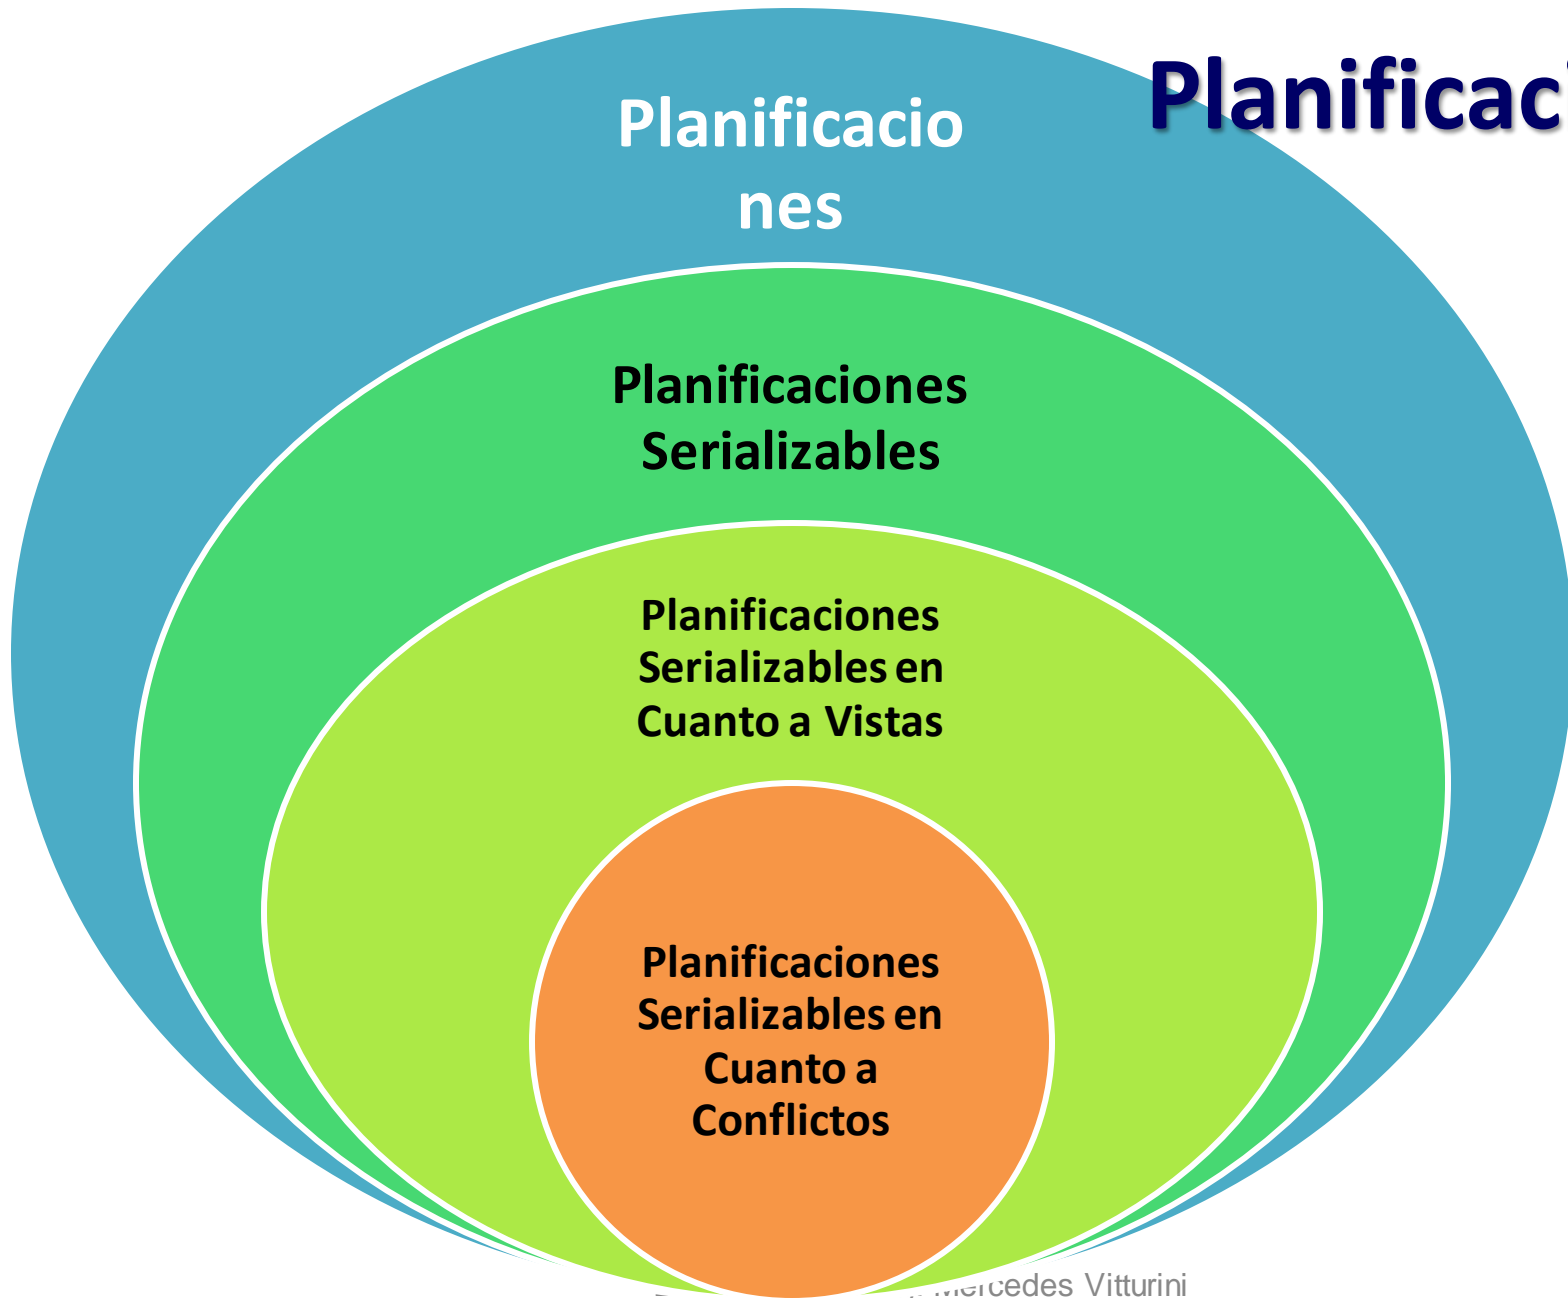 Planificaci
Planificacio
nes
Planificaciones
Serializables
Planificaciones
Serializables en
Cuanto a Vistas
Planificaciones
Serializables en
Cuanto a
Conflictos
Mercedes Vitturini